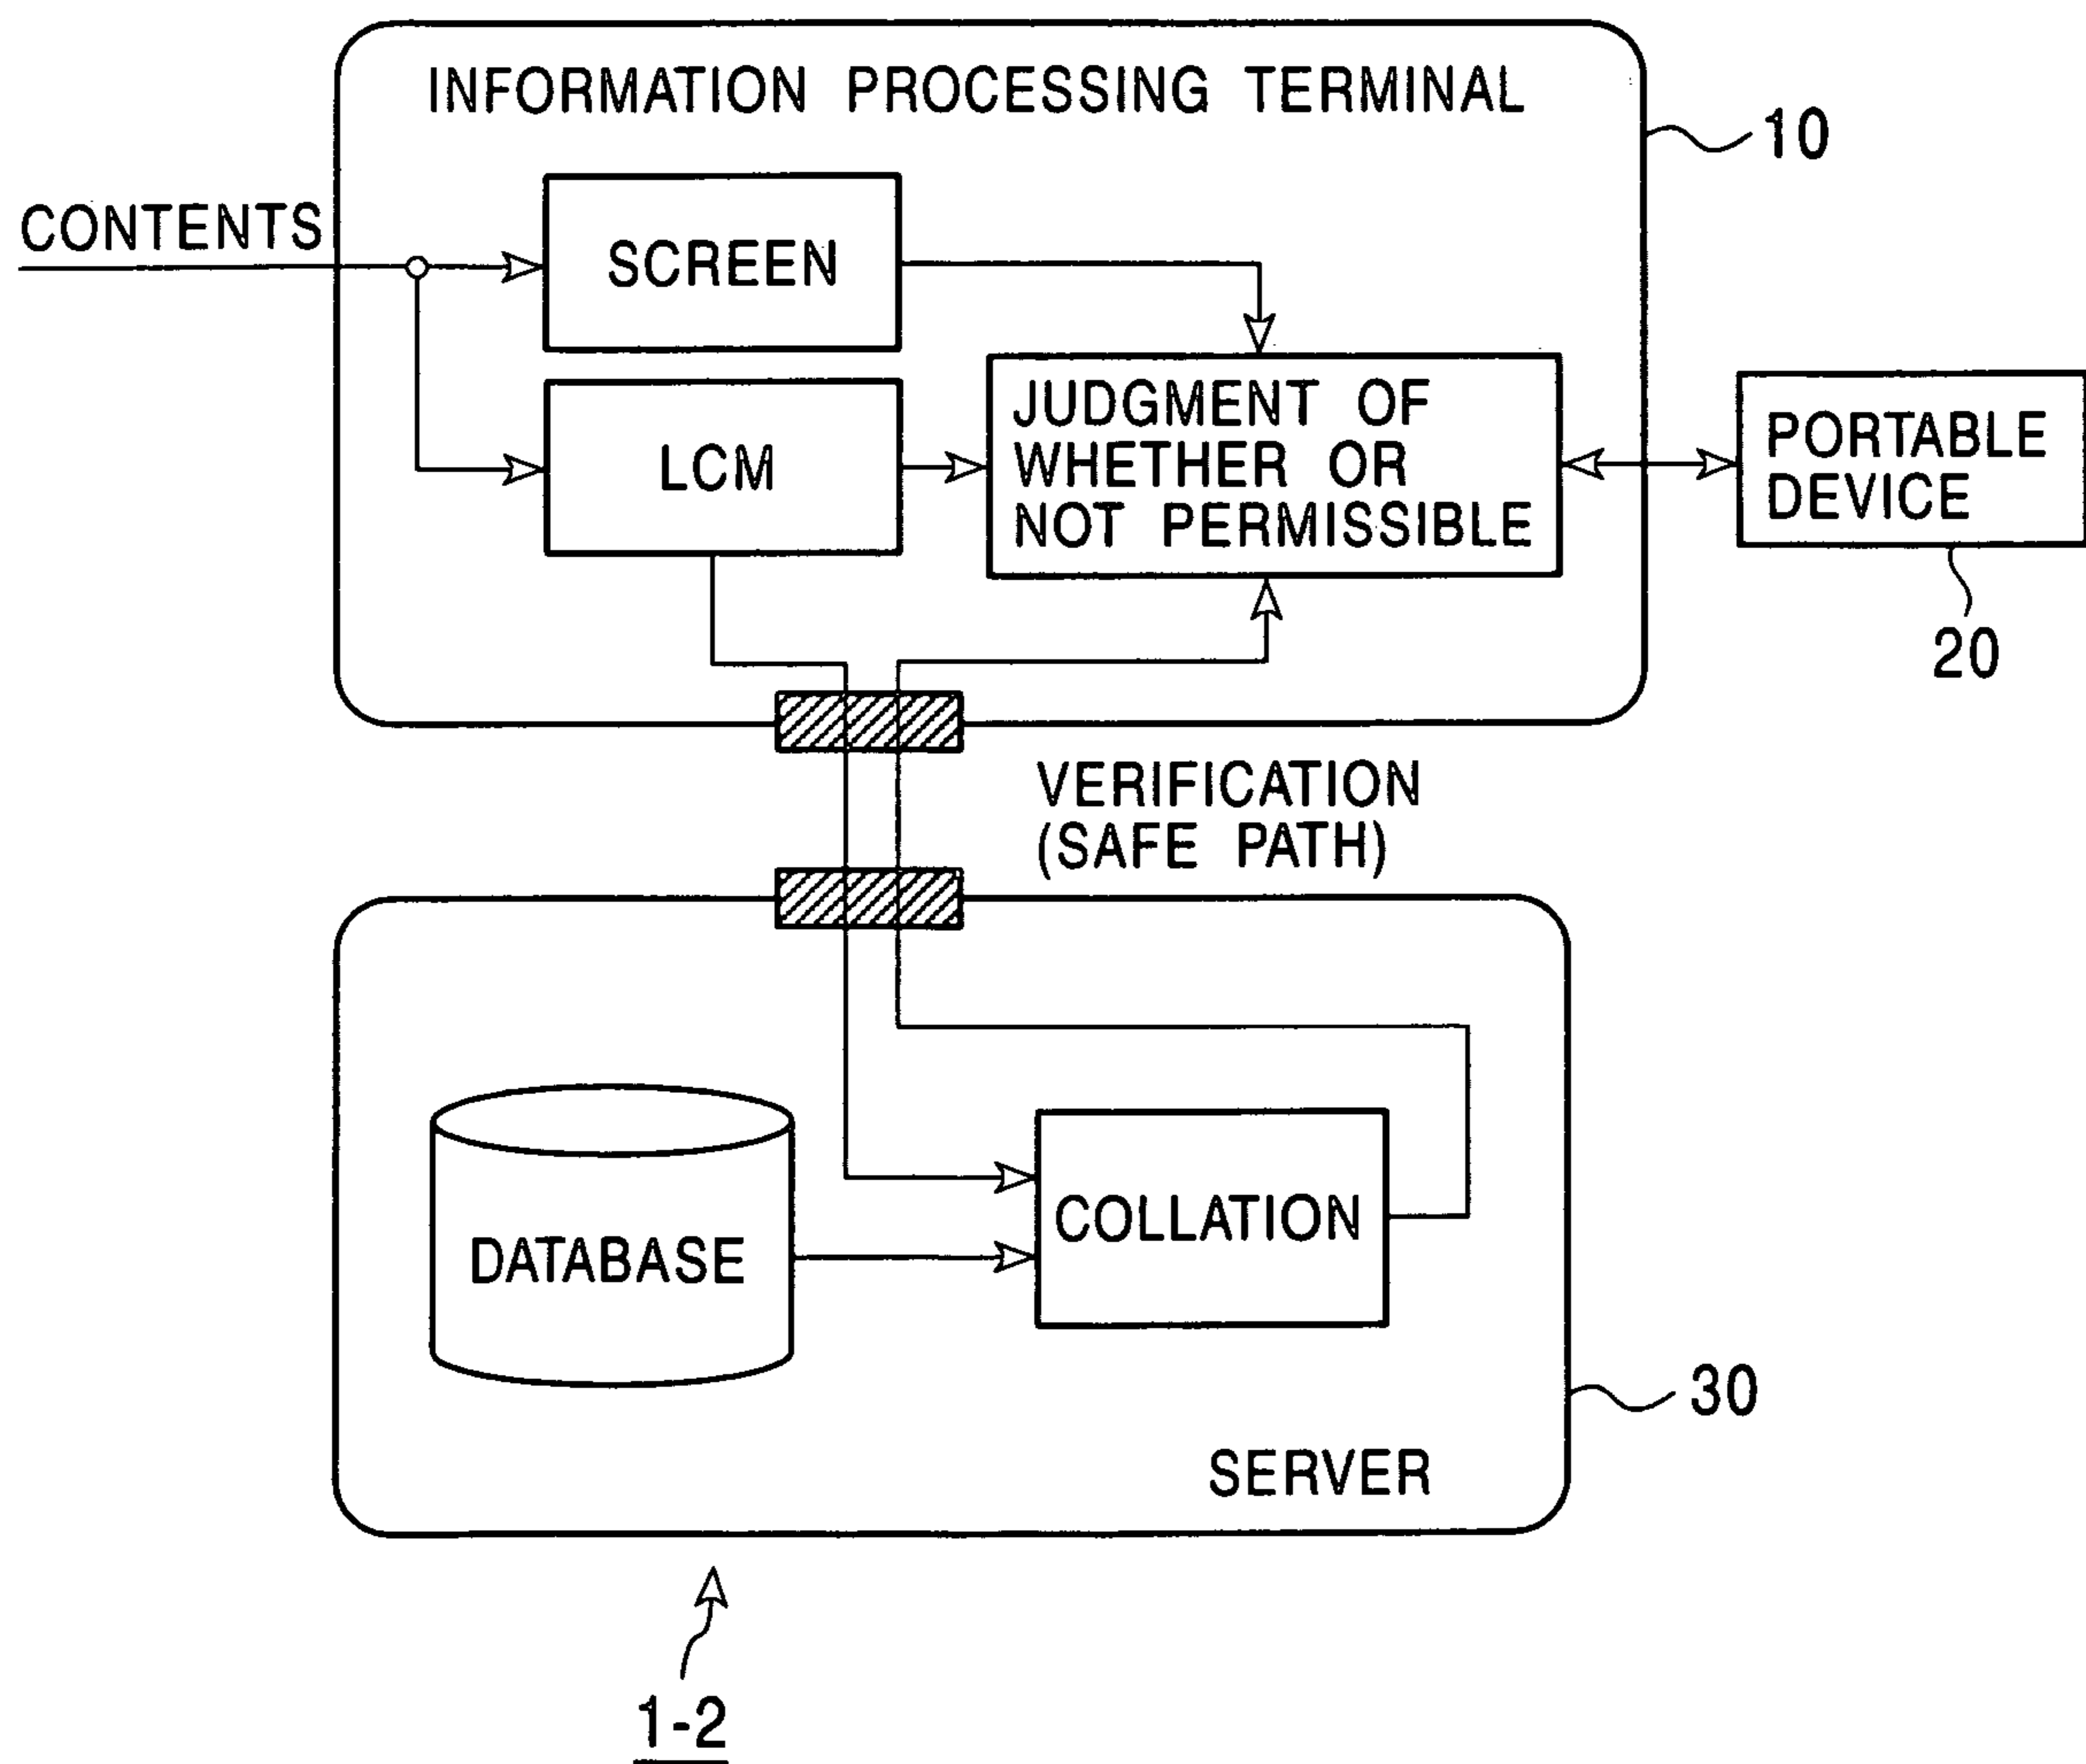 INFORMATION PROCESSING TERMINAL
10
CONTENTS
SCREEN
LCM
JUDGMENT OF
WHETHER OR
NOT PERMISSIBLE
PORTABLE
DEVICE
20
VERIFICATION
(SAFE PATH)
DATABASE
COLLATION
30
SERVER
1-2